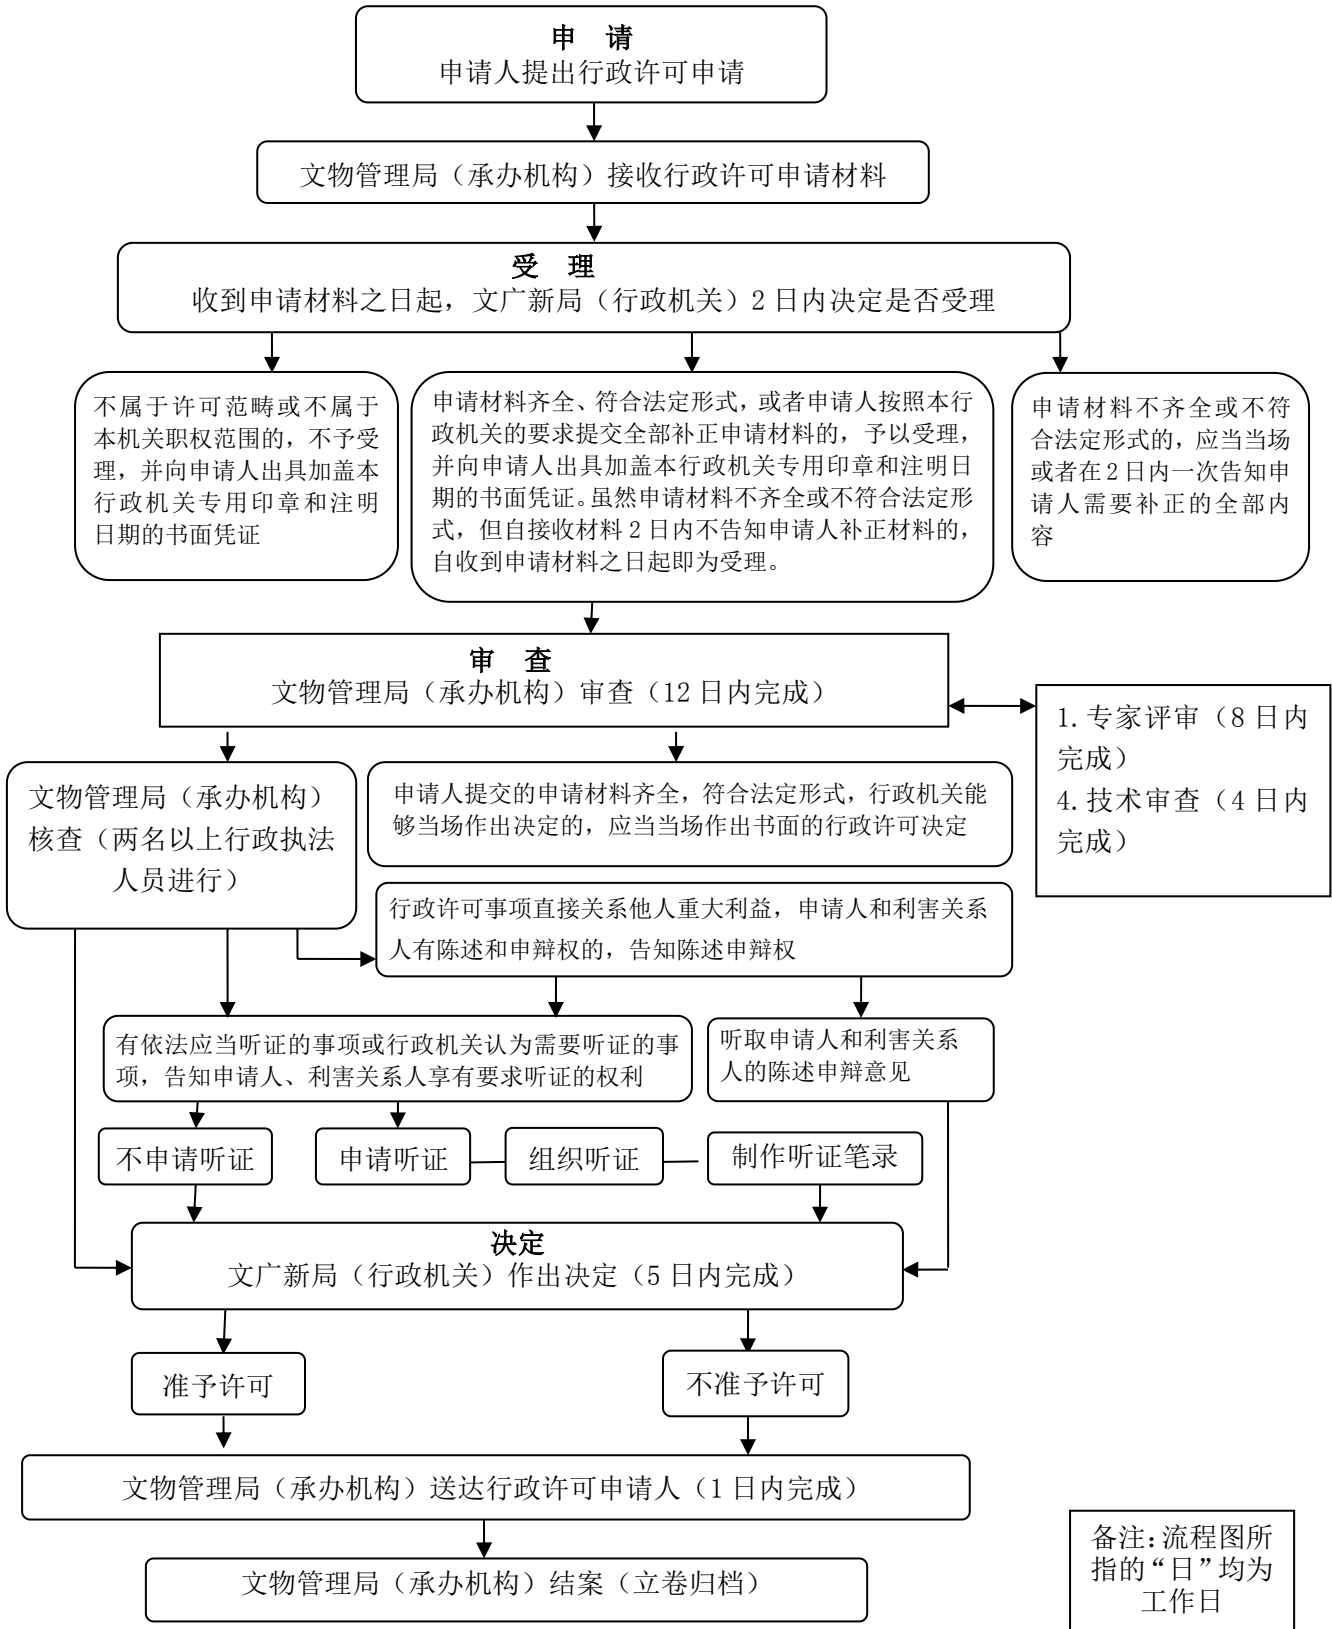 申 请
申请人提出行政许可申请
文物管理局（承办机构）接收行政许可申请材料
受 理
收到申请材料之日起，文广新局（行政机关）2 日内决定是否受理
不属于许可范畴或不属于
本机关职权范围的，不予受
理，并向申请人出具加盖本
行政机关专用印章和注明
日期的书面凭证
申请材料齐全、符合法定形式，或者申请人按照本行
政机关的要求提交全部补正申请材料的，予以受理，
并向申请人出具加盖本行政机关专用印章和注明日
期的书面凭证。虽然申请材料不齐全或不符合法定形
式，但自接收材料 2 日内不告知申请人补正材料的，
自收到申请材料之日起即为受理。
申请材料不齐全或不符
合法定形式的，应当当场
或者在 2 日内一次告知申
请人需要补正的全部内
容
审 查
文物管理局（承办机构）审查（12 日内完成）
1.专家评审（8 日内
完成）
4.技术审查（4 日内
完成）
文物管理局（承办机构）
核查（两名以上行政执法
人员进行）
申请人提交的申请材料齐全，符合法定形式，行政机关能
够当场作出决定的，应当当场作出书面的行政许可决定
行政许可事项直接关系他人重大利益，申请人和利害关系
人有陈述和申辩权的，告知陈述申辩权
有依法应当听证的事项或行政机关认为需要听证的事
项，告知申请人、利害关系人享有要求听证的权利
听取申请人和利害关系
人的陈述申辩意见
不申请听证
申请听证
组织听证
制作听证笔录
决定
文广新局（行政机关）作出决定（5 日内完成）
准予许可
不准予许可
文物管理局（承办机构）送达行政许可申请人（1 日内完成）
文物管理局（承办机构）结案（立卷归档）
备注：流程图所
指的“日”均为
工作日